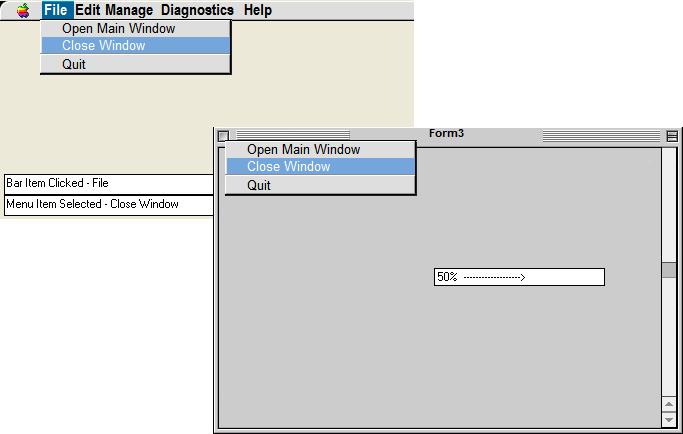 File Edit Manage Diagnostics Help
Open Main Window
Close Window
Quit
Bar Item Clicked - File
Menu Item Selected - Close Window
Form3
Open Main Window
Close Window
Quit
50% ------------------->